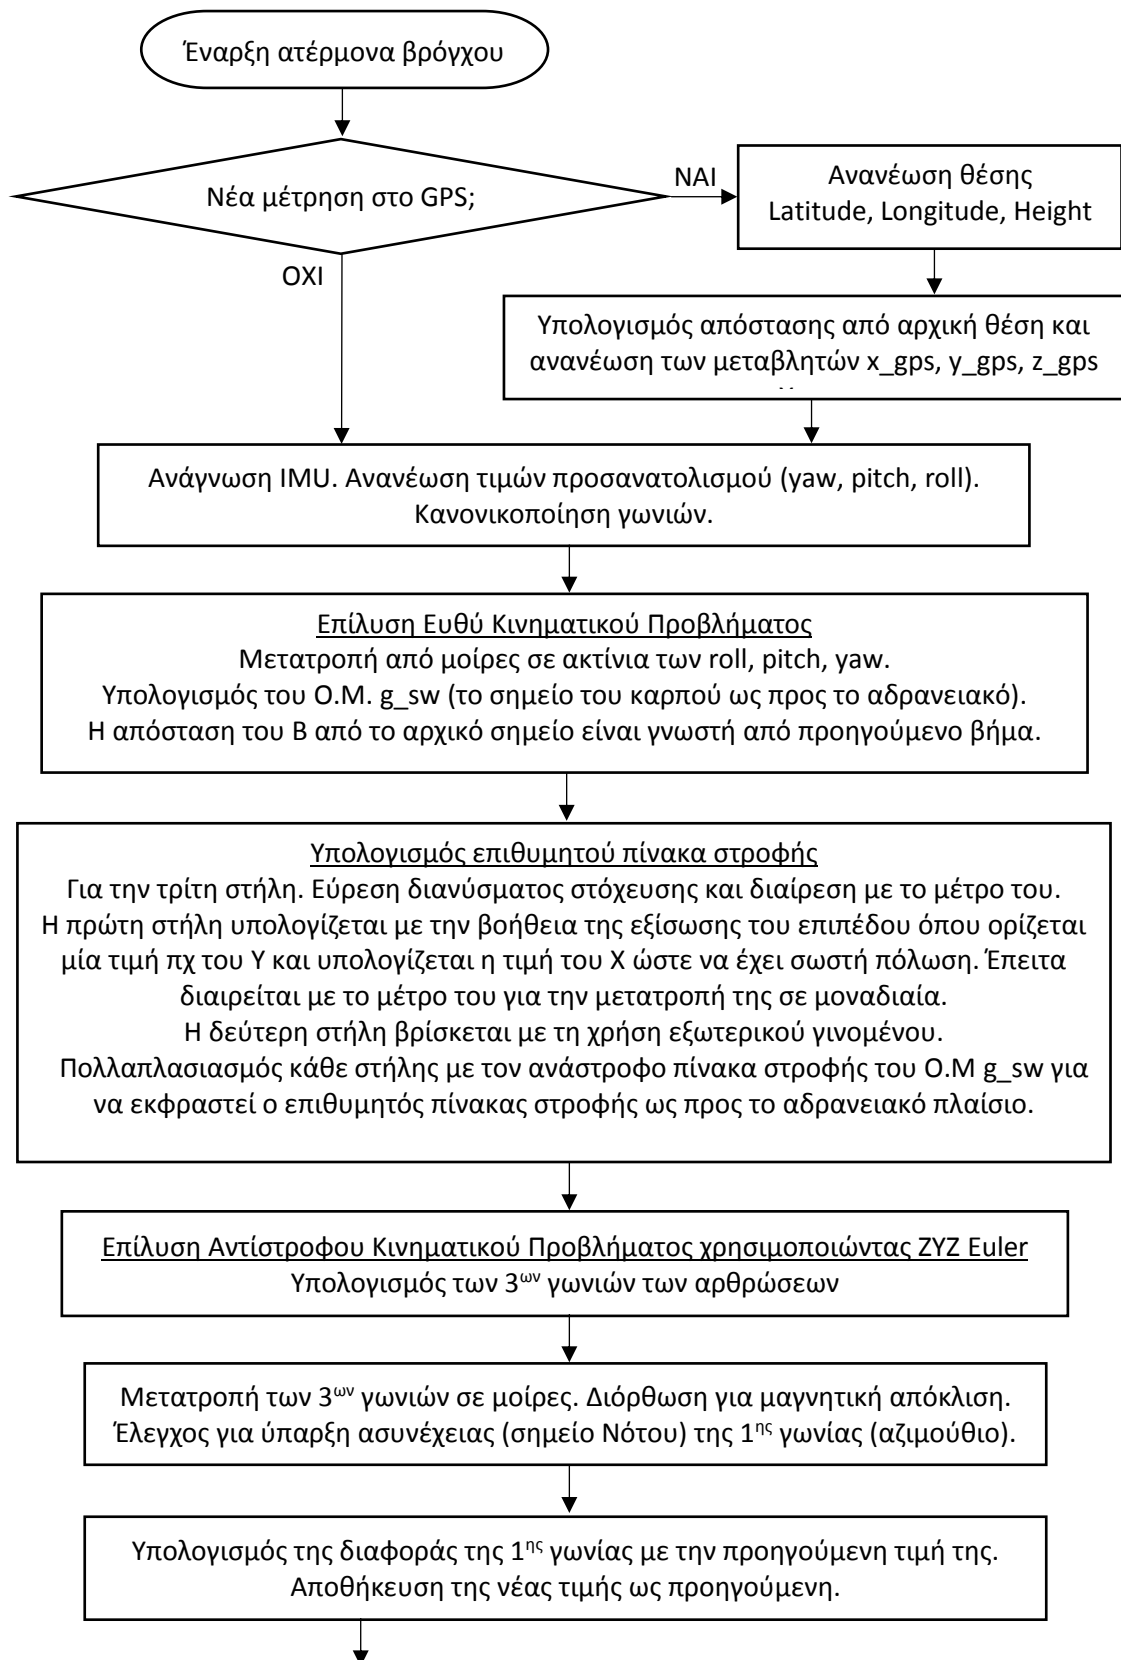 Έναρξη ατέρμονα βρόγχου
Νέα μέτρηση στο GPS;
ΝΑΙ
Ανανέωση θέσης
Latitude, Longitude, Height
ΟΧΙ
Υπολογισμός απόστασης από αρχική θέση και
ανανέωση των μεταβλητών x_gps, y_gps, z_gps
Ανάγνωση IMU. Ανανέωση τιμών προσανατολισμού (yaw, pitch, roll).
Κανονικοποίηση γωνιών.
Επίλυση Ευθύ Κινηματικού Προβλήματος
Μετατροπή από μοίρες σε ακτίνια των roll, pitch, yaw.
Υπολογισμός του Ο.Μ. g_sw (το σημείο του καρπού ως προς το αδρανειακό).
Η απόσταση του Β από το αρχικό σημείο είναι γνωστή από προηγούμενο βήμα.
Υπολογισμός επιθυμητού πίνακα στροφής
Για την τρίτη στήλη. Εύρεση διανύσματος στόχευσης και διαίρεση με το μέτρο του.
Η πρώτη στήλη υπολογίζεται με την βοήθεια της εξίσωσης του επιπέδου όπου ορίζεται
μία τιμή πχ του Υ και υπολογίζεται η τιμή του Χ ώστε να έχει σωστή πόλωση. Έπειτα
διαιρείται με το μέτρο του για την μετατροπή της σε μοναδιαία.
Η δεύτερη στήλη βρίσκεται με τη χρήση εξωτερικού γινομένου.
Πολλαπλασιασμός κάθε στήλης με τον ανάστροφο πίνακα στροφής του Ο.Μ g_sw για
να εκφραστεί ο επιθυμητός πίνακας στροφής ως προς το αδρανειακό πλαίσιο.
Επίλυση Αντίστροφου Κινηματικού Προβλήματος χρησιμοποιώντας ZYZ Euler
Υπολογισμός των 3ων γωνιών των αρθρώσεων
Μετατροπή των 3ων γωνιών σε μοίρες. Διόρθωση για μαγνητική απόκλιση.
Έλεγχος για ύπαρξη ασυνέχειας (σημείο Νότου) της 1ης γωνίας (αζιμούθιο).
Υπολογισμός της διαφοράς της 1ης γωνίας με την προηγούμενη τιμή της.
Αποθήκευση της νέας τιμής ως προηγούμενη.